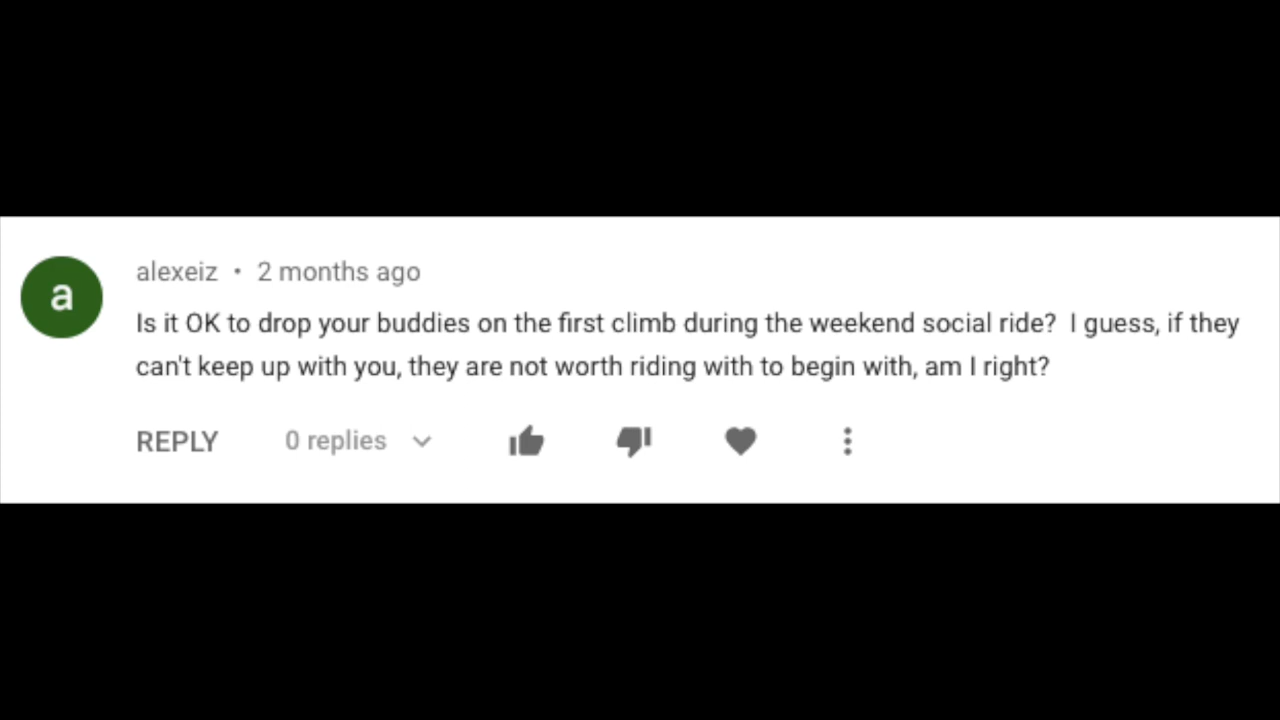 a
alexeiz • 2 months ago
Is it OK to drop your buddies on the first climb during the weekend social ride?  I guess, if they
can't keep up with you, they are not worth riding with to begin with, am I right?
REPLY 0 replies